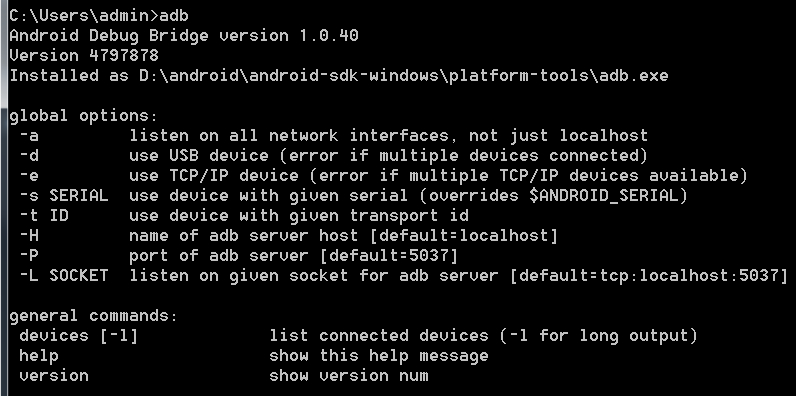 C:\Users\admin>adb
Android Debug Bridge version 1.0.40
Version 4797878
Installed as D:\android\android-sdk-windows\platform-tools\adb.exe

global options:
 -a         listen on all network interfaces, not just localhost
 -d         use USB device (error if multiple devices connected)
 -e         use TCP/IP device (error if multiple TCP/IP devices available)
 -s SERIAL  use device with given serial (overrides $ANDROID_SERIAL)
 -t ID      use device with given transport id
 -H         name of adb server host [default=localhost]
 -P         port of adb server [default=5037]
 -L SOCKET  listen on given socket for adb server [default=tcp:localhost:5037]

general commands:
 devices [-l]             list connected devices (-l for long output)
 help                     show this help message
 version                  show version num